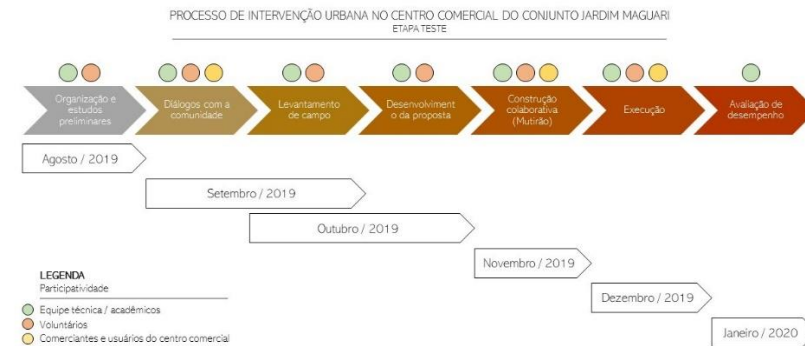 PROCESSO DE INTERVENÇÃO URBANA NO CENTRO COMERCIAL DO CONJUNTO JARDIM MAGUARI
ETAPA TESTE
Organização e
estudos
preliminares
Diálogos com a
comunidade
Levantamento
de campo
Desenvolviment
o da proposta
Construção
colaborativa
(Mutirão)
Execução
Avaliação de
desempenho
Agosto / 2019
Setembro / 2019
Outubro / 2019
Novembro / 2019
Dezembro / 2019
Janeiro / 2020
LEGENDA
Participatividade
Equipe técnica / acadêmicos
Voluntários
Comerciantes e usuários do centro comercial